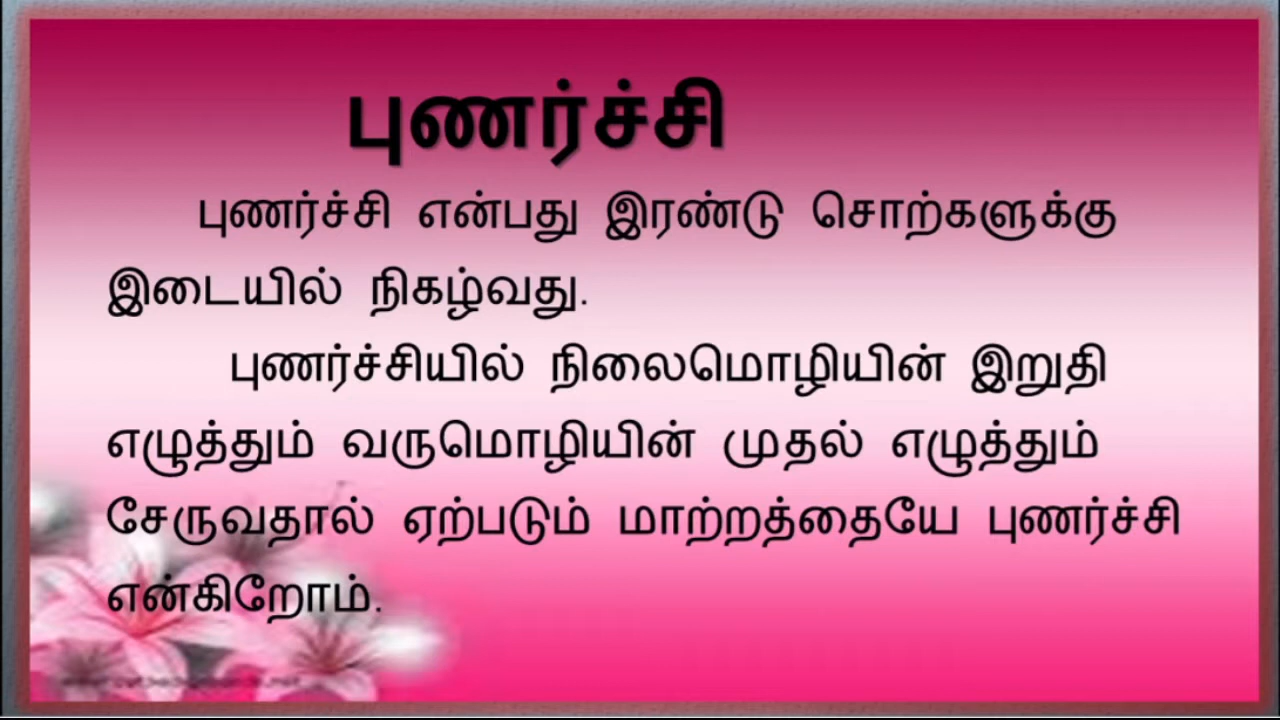 புணர்ச்சி
புணர்ச்சி என்பது இரண்டு சொற்களுக்கு
இடையில் நிகழ்வது.
புணர்ச்சியில் நிலைமொழியின் இறுதி
எழுத்தும் வருமொழியின் முதல் எழுத்தும்
சேருவதால் ஏற்படும் மாற்றத்தையே புணர்ச்சி
என்கிறோம்.